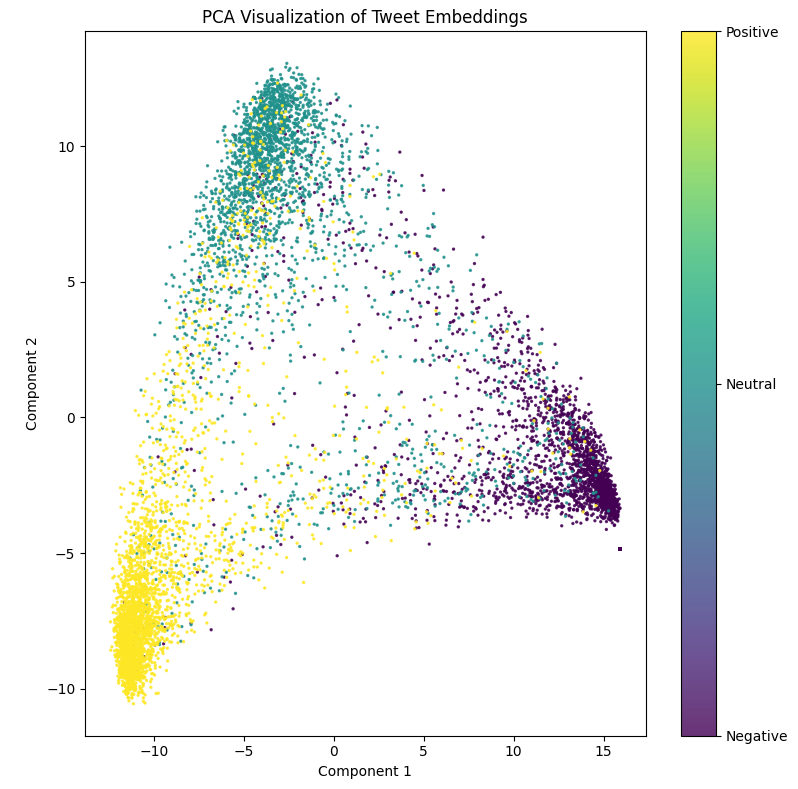 PCA Visualization of Tweet Embeddings
Positive
Neutral
Negative
10
5
0
−5
−10
Component 2
−10 −5 0 5 10 15
Component 1